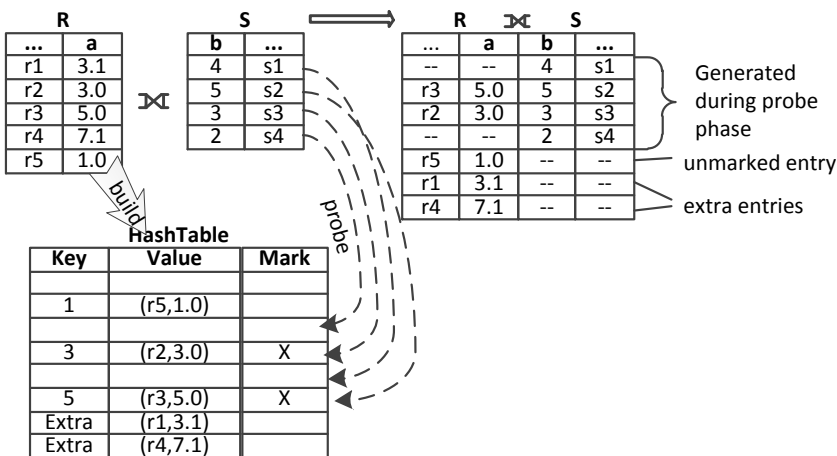 R
... a
r1 3.1
r2 3.0
r3 5.0
r4 7.1
r5 1.0
S
b ...
4 s1
5 s2
3 s3
2 s4
R S
... a b ...
-- -- 4 s1
r3 5.0 5 s2
r2 3.0 3 s3
-- -- 2 s4
r5 1.0 -- --
r1 3.1 -- --
r4 7.1 -- --
Generated
during probe
phase
unmarked entry
extra entries
build
probe
HashTable
Key Value Mark
1 (r5,1.0)
3 (r2,3.0) X
5 (r3,5.0) X
Extra (r1,3.1)
Extra (r4,7.1)